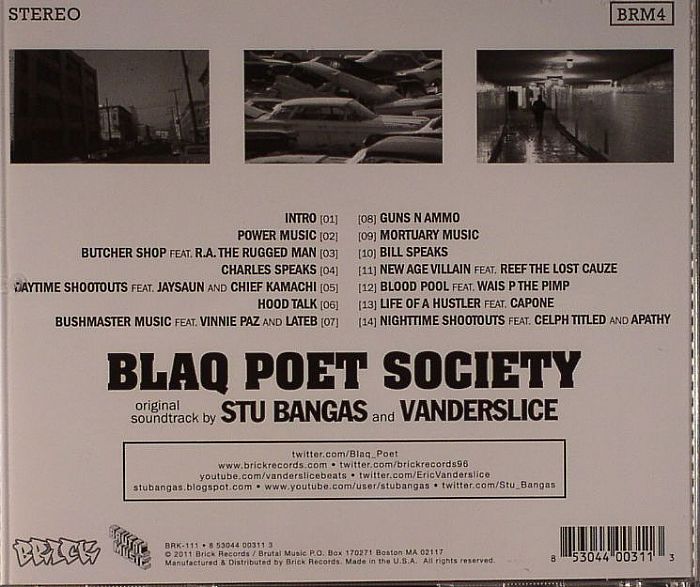 STEREO
BRM4
INTRO [01]
POWER MUSIC [02]
BUTCHER SHOP FEAT. R.A. THE RUGGED MAN [03]
CHARLES SPEAKS [04]
DAYTIME SHOOTOUTS FEAT. JAYSAUN AND CHIEF KAMACHI [05]
HOOD TALK [06]
BUSHMASTER MUSIC FEAT. VINNIE PAZ AND LATEB [07]
[08] GUNS N AMMO
[09] MORTUARY MUSIC
[10] BILL SPEAKS
[11] NEW AGE VILLAIN FEAT. REEF THE LOST CAUZE
[12] BLOOD POOL FEAT. WAIS P THE PIMP
[13] LIFE OF A HUSTLER FEAT. CAPONE
[14] NIGHTTIME SHOOTOUTS FEAT. CELPH TITLED AND APATHY
BLAQ POET SOCIETY
original soundtrack by STU BANGAS and VANDERSLICE
twitter.com/Blaq_Poet
www.brickrecords.com • twitter.com/brickrecords96
youtube.com/vanderslicebeats • twitter.com/EricVanderslice
stubangas.blogspot.com • www.youtube.com/user/stubangas • twitter.com/Stu_Bangas
BRICK
BRUTAL MUSIC
BRK-111 • 8 53044 00311 3
© 2011 Brick Records / Brutal Music P.O. Box 170271 Boston MA 02117
Manufactured & Distributed by Brick Records. Made in the U.S.A. All rights reserved.
8 53044 00311 3